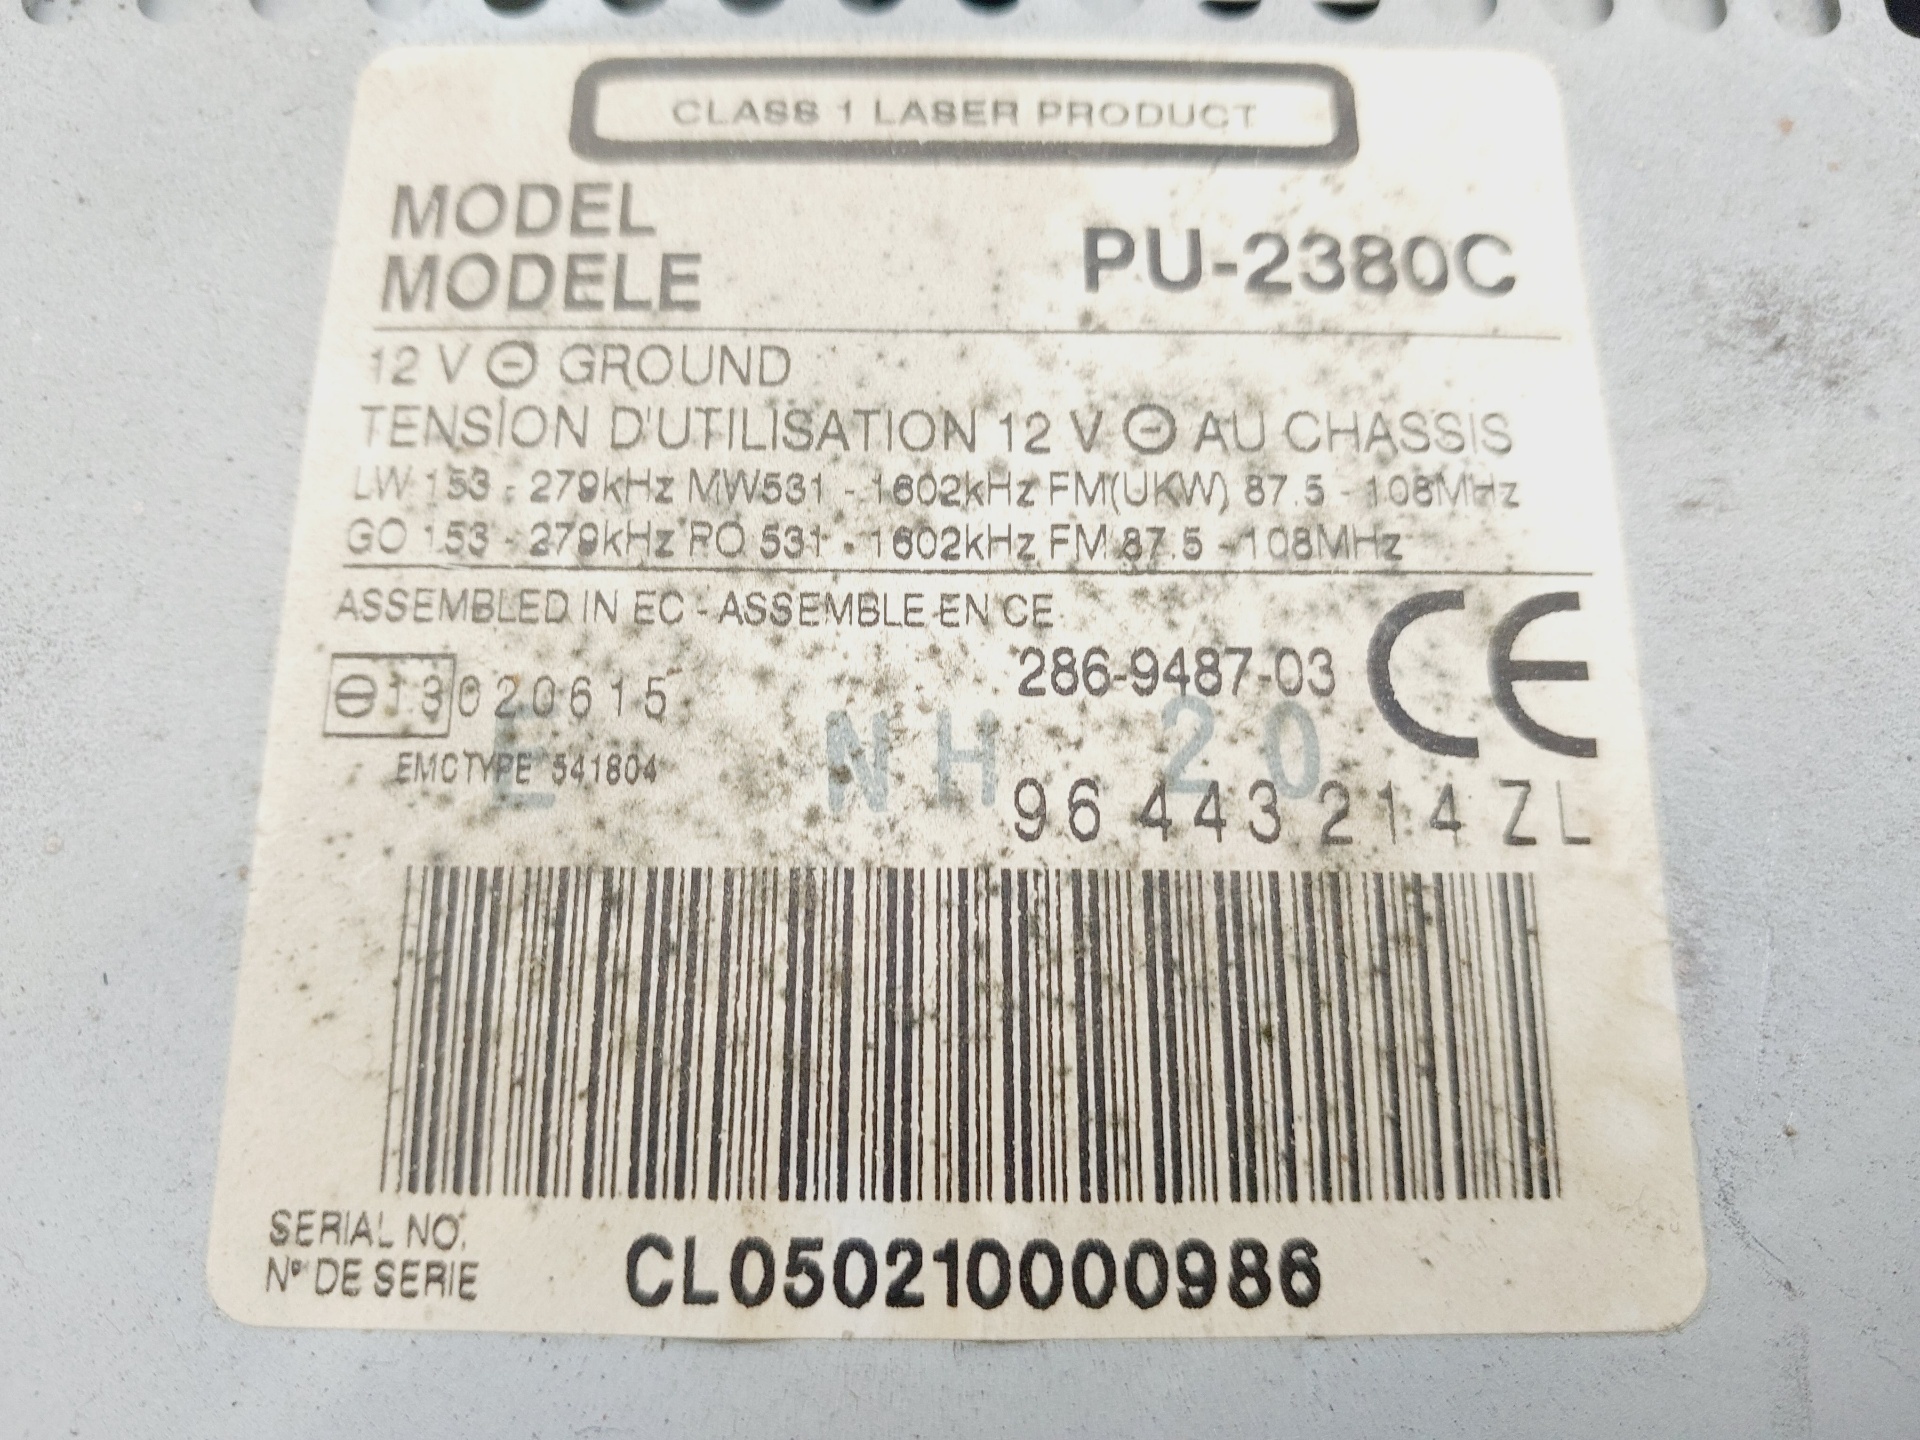 CLASS 1 LASER PRODUCT
MODEL
MODELE
PU-2380C
12 V ⊖ GROUND
TENSION D'UTILISATION 12 V ⊖ AU CHASSIS
LW 153 - 279kHz MW531 - 1602kHz FM(UKW) 87.5 - 108MHz
GO 153 - 279kHz PO 531 - 1602kHz FM 87.5 - 108MHz
ASSEMBLED IN EC - ASSEMBLE EN CE
CE
286-9487-03
⊖13020615
E NH 20
EMCTYPE 541804
96 443 214 ZL
SERIAL NO.
N° DE SERIE
CL050210000986